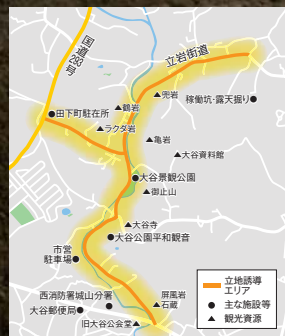 国道293号
立岩街道
兜岩
稼働坑・露天掘り
鶴岩
田下町駐在所
ラクダ岩
亀岩
大谷資料館
大谷景観公園
御止山
大谷寺
大谷公園平和観音
市営
駐車場
屏風岩
石蔵
西消防署城山分署
大谷郵便局
旧大谷公会堂
立地誘導
エリア
主な施設等
観光資源